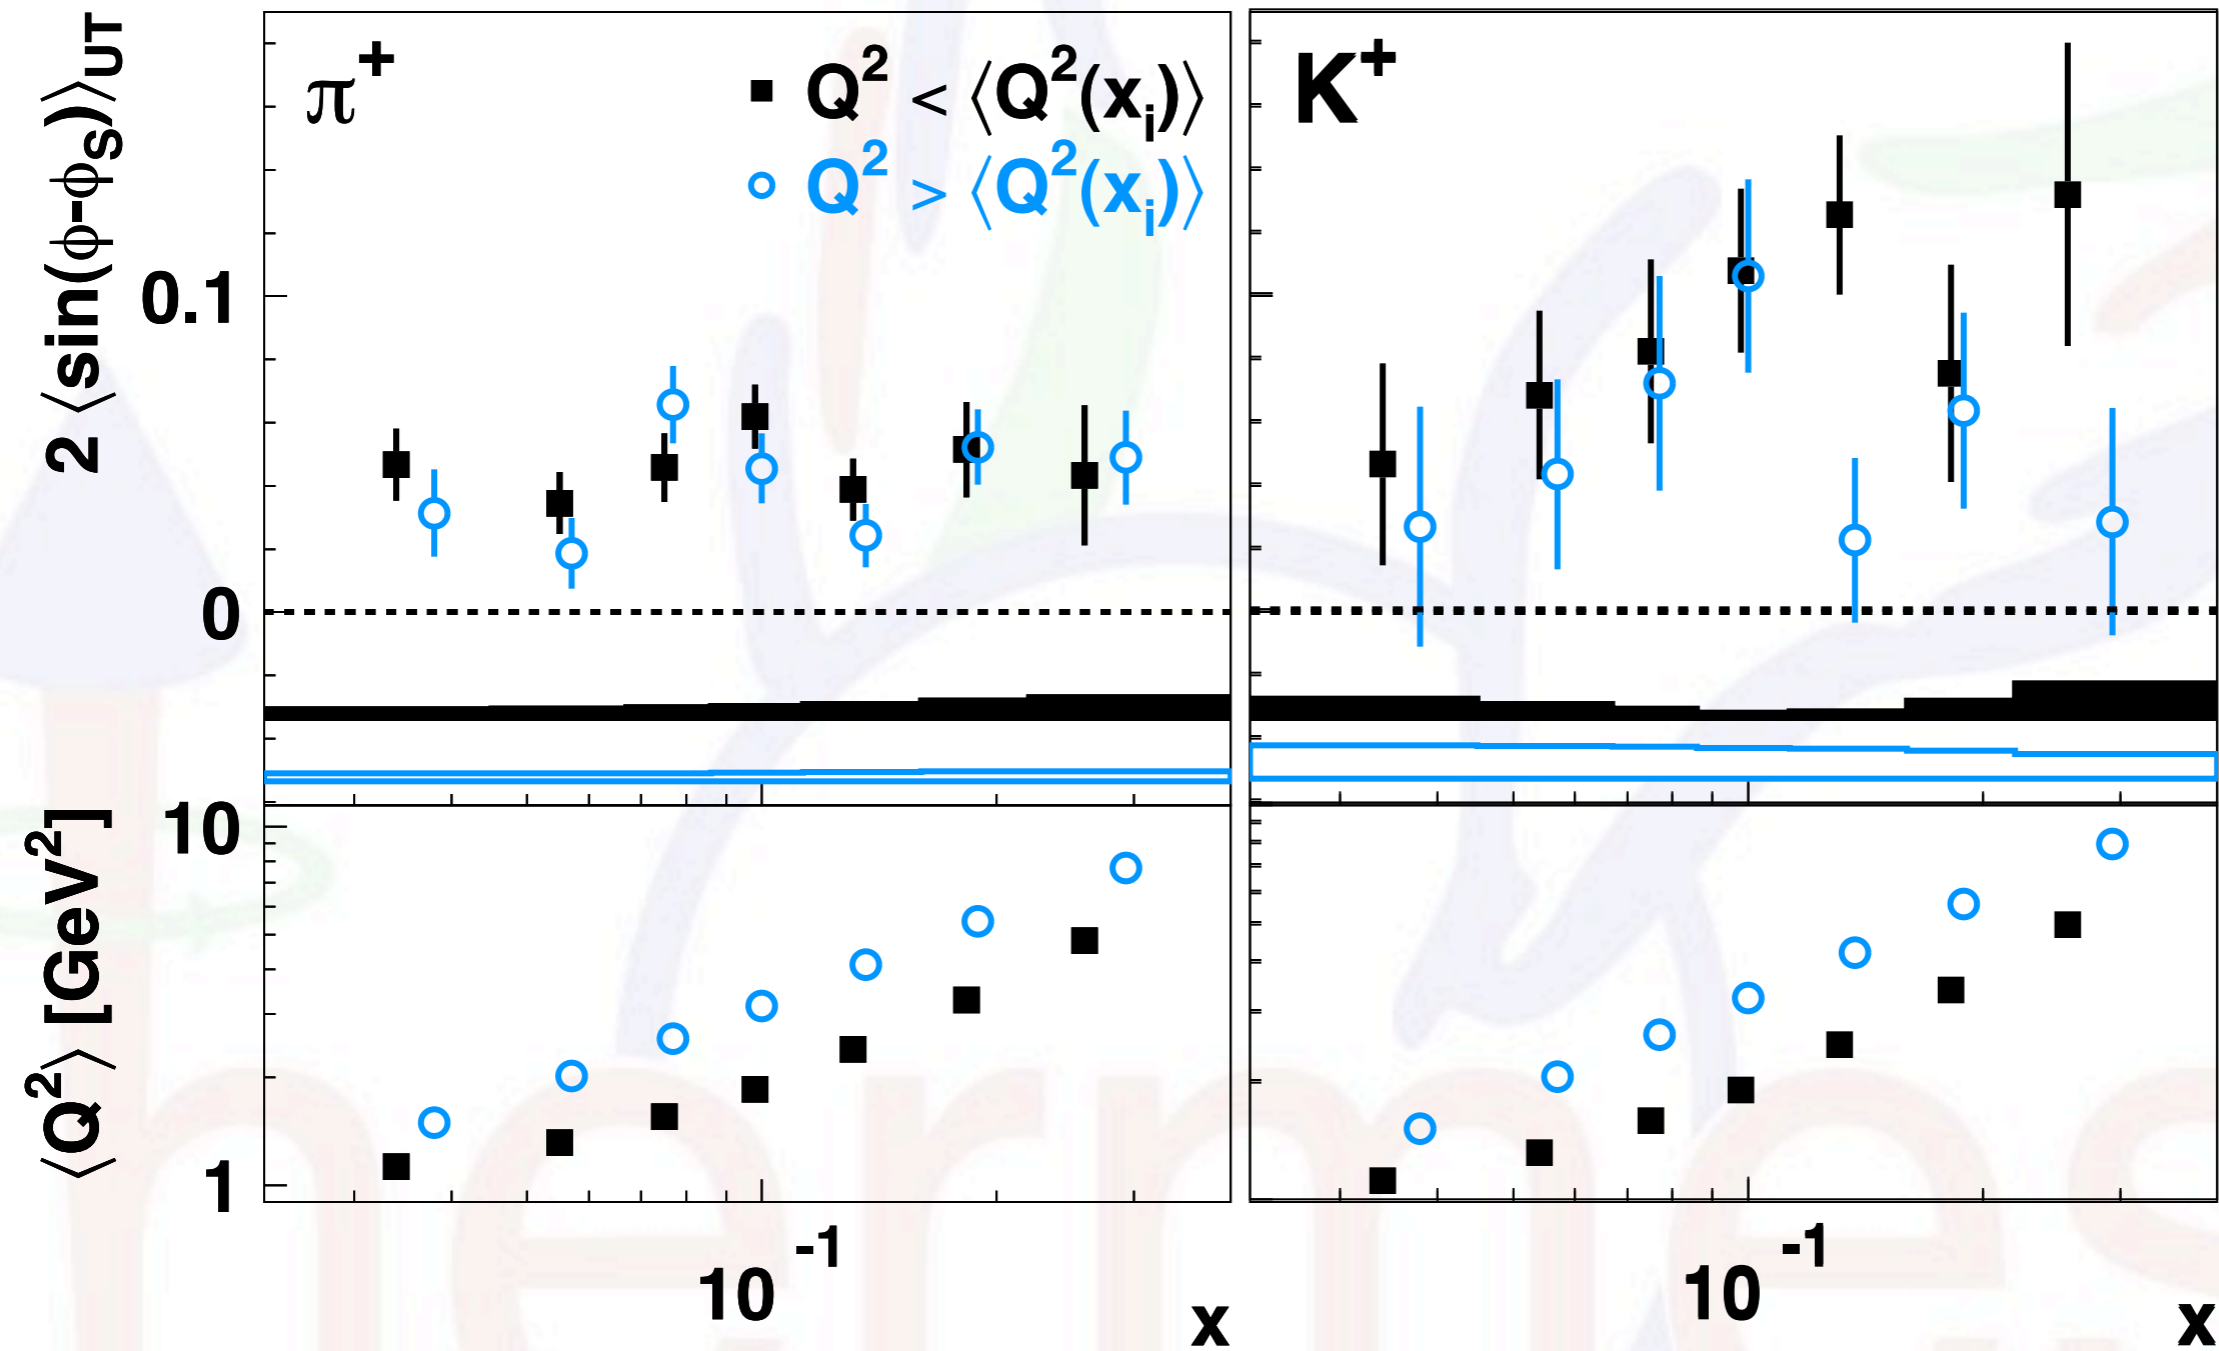 π+
Q2 < ⟨Q2(xi)⟩
Q2 > ⟨Q2(xi)⟩
K+
2 ⟨sin(ϕ-ϕS)⟩UT
0.1
0
⟨Q2⟩ [GeV2]
10
1
10-1
x
10-1
x
hermes